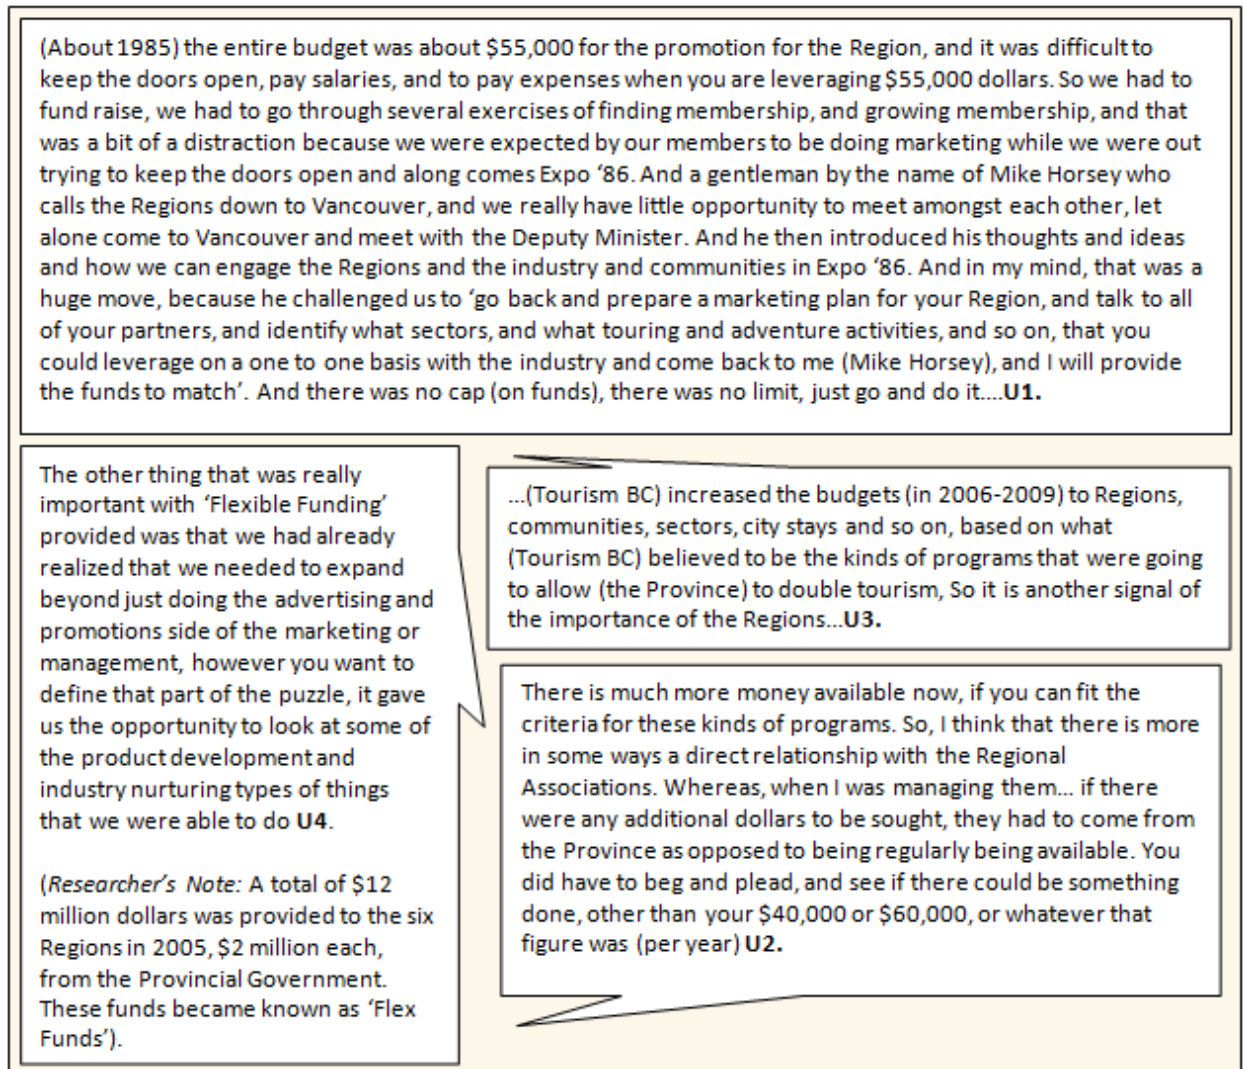 (About 1985) the entire budget was about $55,000 for the promotion for the Region, and it was difficult to
keep the doors open, pay salaries, and to pay expenses when you are leveraging $55,000 dollars. So we had to
fund raise, we had to go through several exercises of finding membership, and growing membership, and that
was a bit of a distraction because we were expected by our members to be doing marketing while we were out
trying to keep the doors open and along comes Expo ‘86. And a gentleman by the name of Mike Horsey who
calls the Regions down to Vancouver, and we really have little opportunity to meet amongst each other, let
alone come to Vancouver and meet with the Deputy Minister. And he then introduced his thoughts and ideas
and how we can engage the Regions and the industry and communities in Expo ‘86. And in my mind, that was a
huge move, because he challenged us to ‘go back and prepare a marketing plan for your Region, and talk to all
of your partners, and identify what sectors, and what touring and adventure activities, and so on, that you
could leverage on a one to one basis with the industry and come back to me (Mike Horsey), and I will provide
the funds to match’. And there was no cap (on funds), there was no limit, just go and do it....U1.
The other thing that was really
important with ‘Flexible Funding’
provided was that we had already
realized that we needed to expand
beyond just doing the advertising and
promotions side of the marketing or
management, however you want to
define that part of the puzzle, it gave
us the opportunity to look at some of
the product development and
industry nurturing types of things
that we were able to do U4.
(Researcher’s Note: A total of $12
million dollars was provided to the six
Regions in 2005, $2 million each,
from the Provincial Government.
These funds became known as ‘Flex
Funds’).
...(Tourism BC) increased the budgets (in 2006-2009) to Regions,
communities, sectors, city stays and so on, based on what
(Tourism BC) believed to be the kinds of programs that were going
to allow (the Province) to double tourism, So it is another signal of
the importance of the Regions...U3.
There is much more money available now, if you can fit the
criteria for these kinds of programs. So, I think that there is more
in some ways a direct relationship with the Regional
Associations. Whereas, when I was managing them... if there
were any additional dollars to be sought, they had to come from
the Province as opposed to being regularly being available. You
did have to beg and plead, and see if there could be something
done, other than your $40,000 or $60,000, or whatever that
figure was (per year) U2.